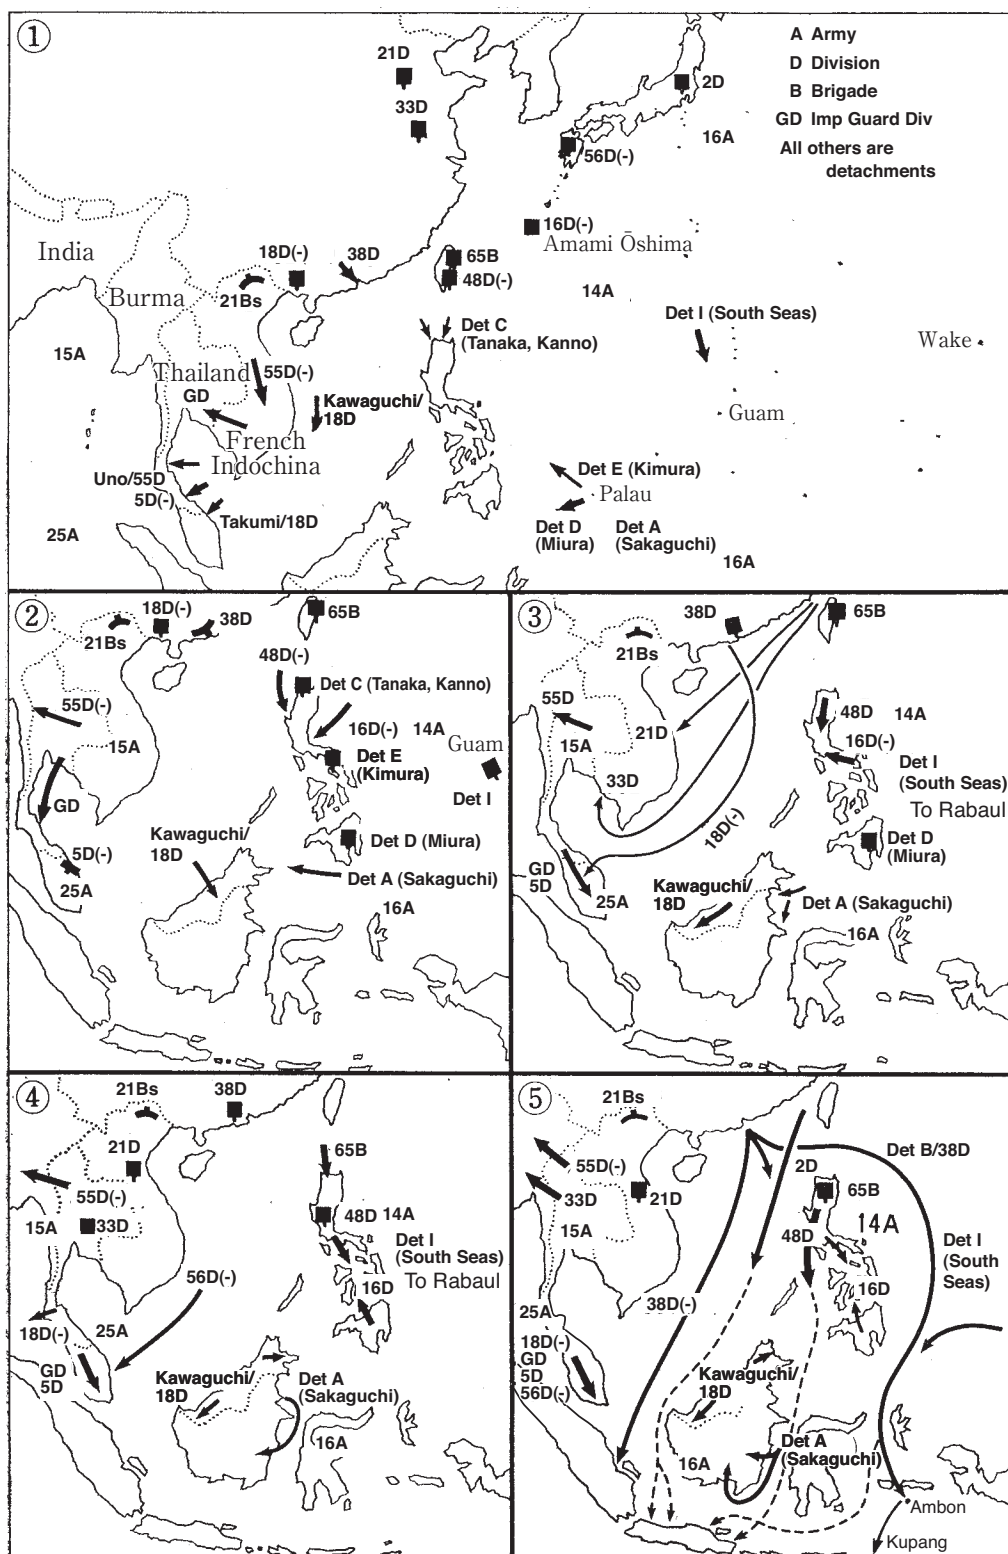 ①
A Army
D Division
B Brigade
GD Imp Guard Div
All others are
detachments
21D
33D
2D
16A
56D(-)
16D(-)
Amami Ōshima
India
Burma
18D(-)
38D
21Bs
65B
48D(-)
14A
Det C
(Tanaka, Kanno)
Det I (South Seas)
Wake
15A
Thailand
GD
55D(-)
Kawaguchi/
18D
Guam
French
Indochina
Uno/55D
5D(-)
Takumi/18D
25A
Det E (Kimura)
Palau
Det D
(Miura)
Det A
(Sakaguchi)
16A
②
18D(-)
21Bs
38D
65B
48D(-)
Det C (Tanaka, Kanno)
55D(-)
15A
16D(-)
14A
Guam
Det E
(Kimura)
Det I
GD
Kawaguchi/
18D
Det D (Miura)
5D(-)
25A
Det A (Sakaguchi)
16A
③
38D
65B
21Bs
55D
15A
21D
48D
14A
16D(-)
Det I
(South Seas)
To Rabaul
33D
18D(-)
Det D
(Miura)
GD
5D
25A
Kawaguchi/
18D
Det A (Sakaguchi)
16A
④
21Bs
38D
21D
65B
55D(-)
15A
33D
48D
14A
Det I
(South Seas)
To Rabaul
56D(-)
16D
18D(-)
25A
GD
5D
Kawaguchi/
18D
Det A
(Sakaguchi)
16A
⑤
21Bs
Det B/38D
55D(-)
2D
33D
21D
65B
15A
48D
14A
Det I
(South
Seas)
38D(-)
16D
25A
18D(-)
GD
5D
56D(-)
Kawaguchi/
18D
Det A
(Sakaguchi)
16A
Ambon
Kupang